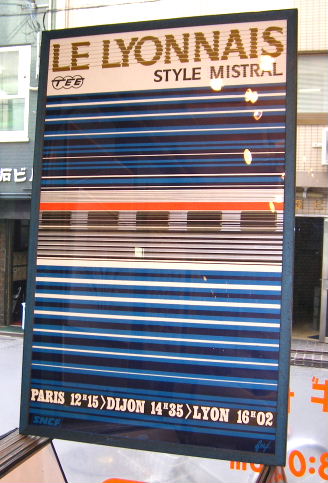 LE LYONNAIS
TEE
STYLE MISTRAL
PARIS 12H15>DIJON 14H35>LYON 16H02
SNCF